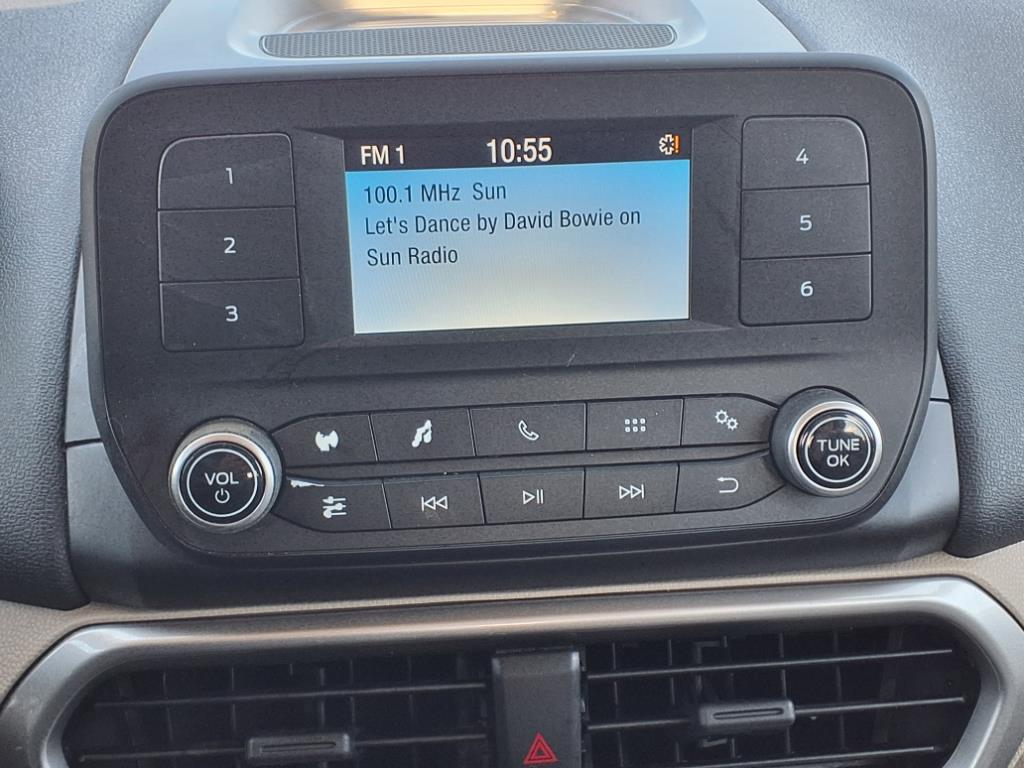 FM 1 10:55
100.1 MHz Sun
Let's Dance by David Bowie on
Sun Radio
1
2
3
4
5
6
VOL
TUNE
OK